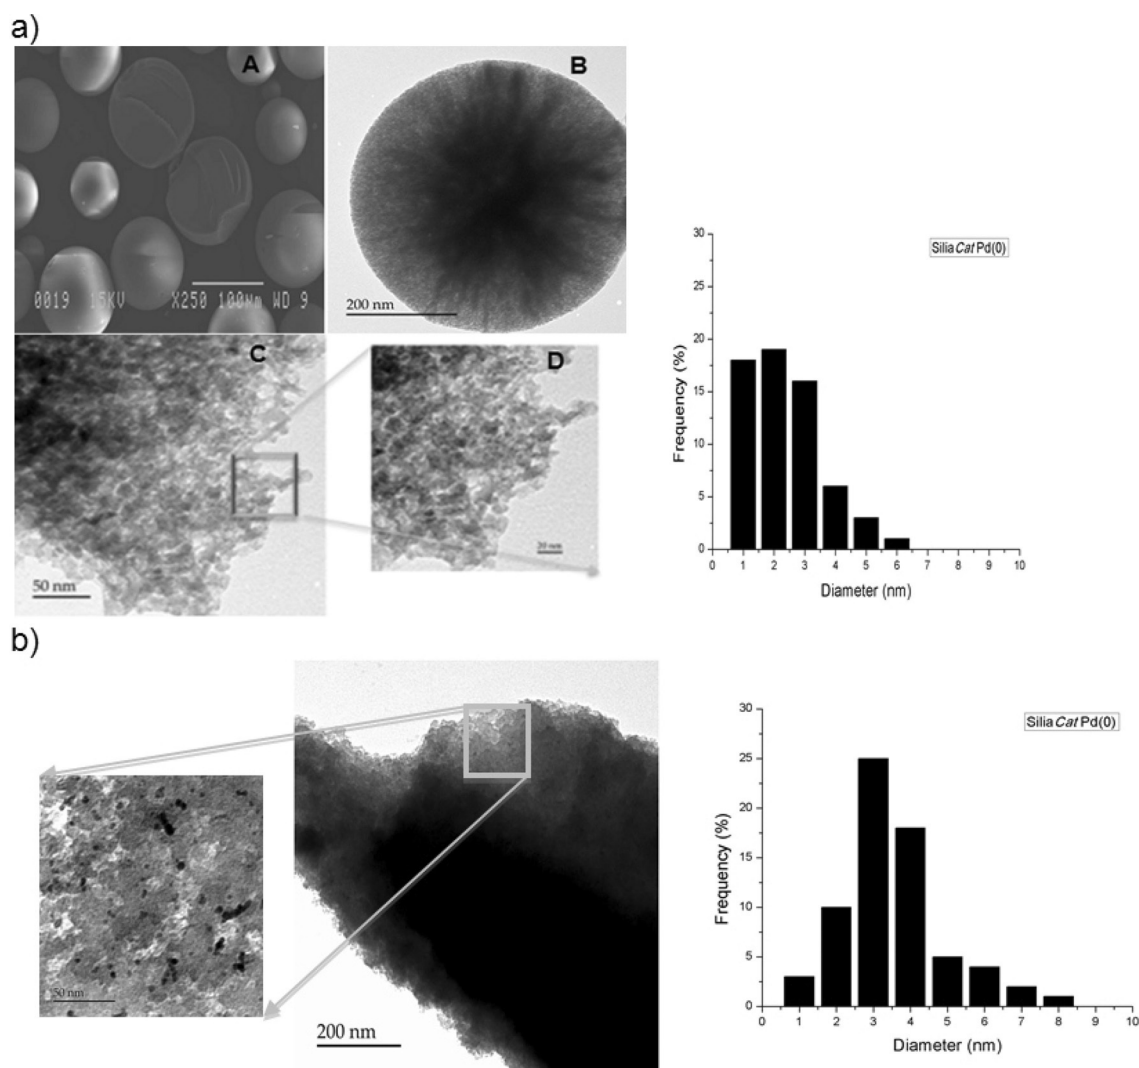 a)
A
B
0019 15KV X250 100µm WD 9
200 nm
C
D
50 nm
20 nm
30
25
20
15
10
5
0
Frequency (%)
SiliaCat Pd(0)
0 1 2 3 4 5 6 7 8 9 10
Diameter (nm)
b)
50 nm
200 nm
30
25
20
15
10
5
0
Frequency (%)
SiliaCat Pd(0)
0 1 2 3 4 5 6 7 8 9 10
Diameter (nm)